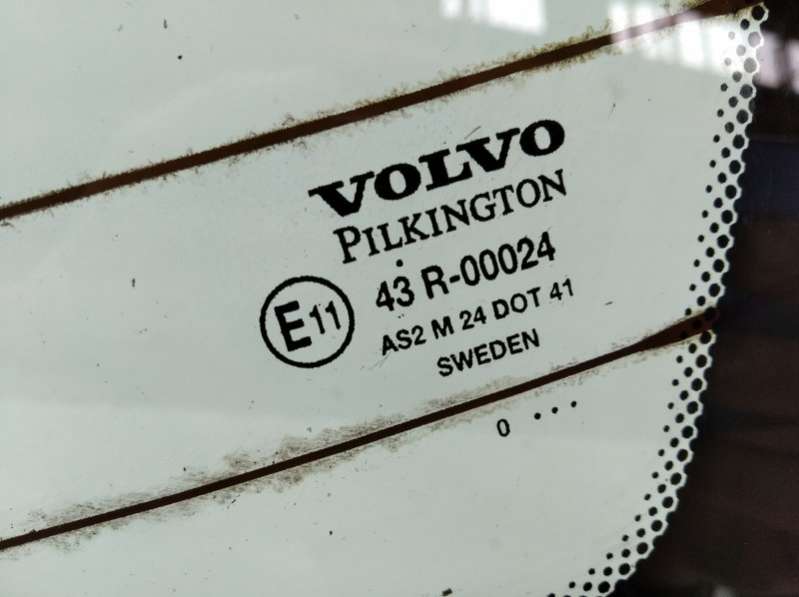 VOLVO
PILKINGTON
E11 43 R-00024
AS2 M 24 DOT 41
SWEDEN
0 ...